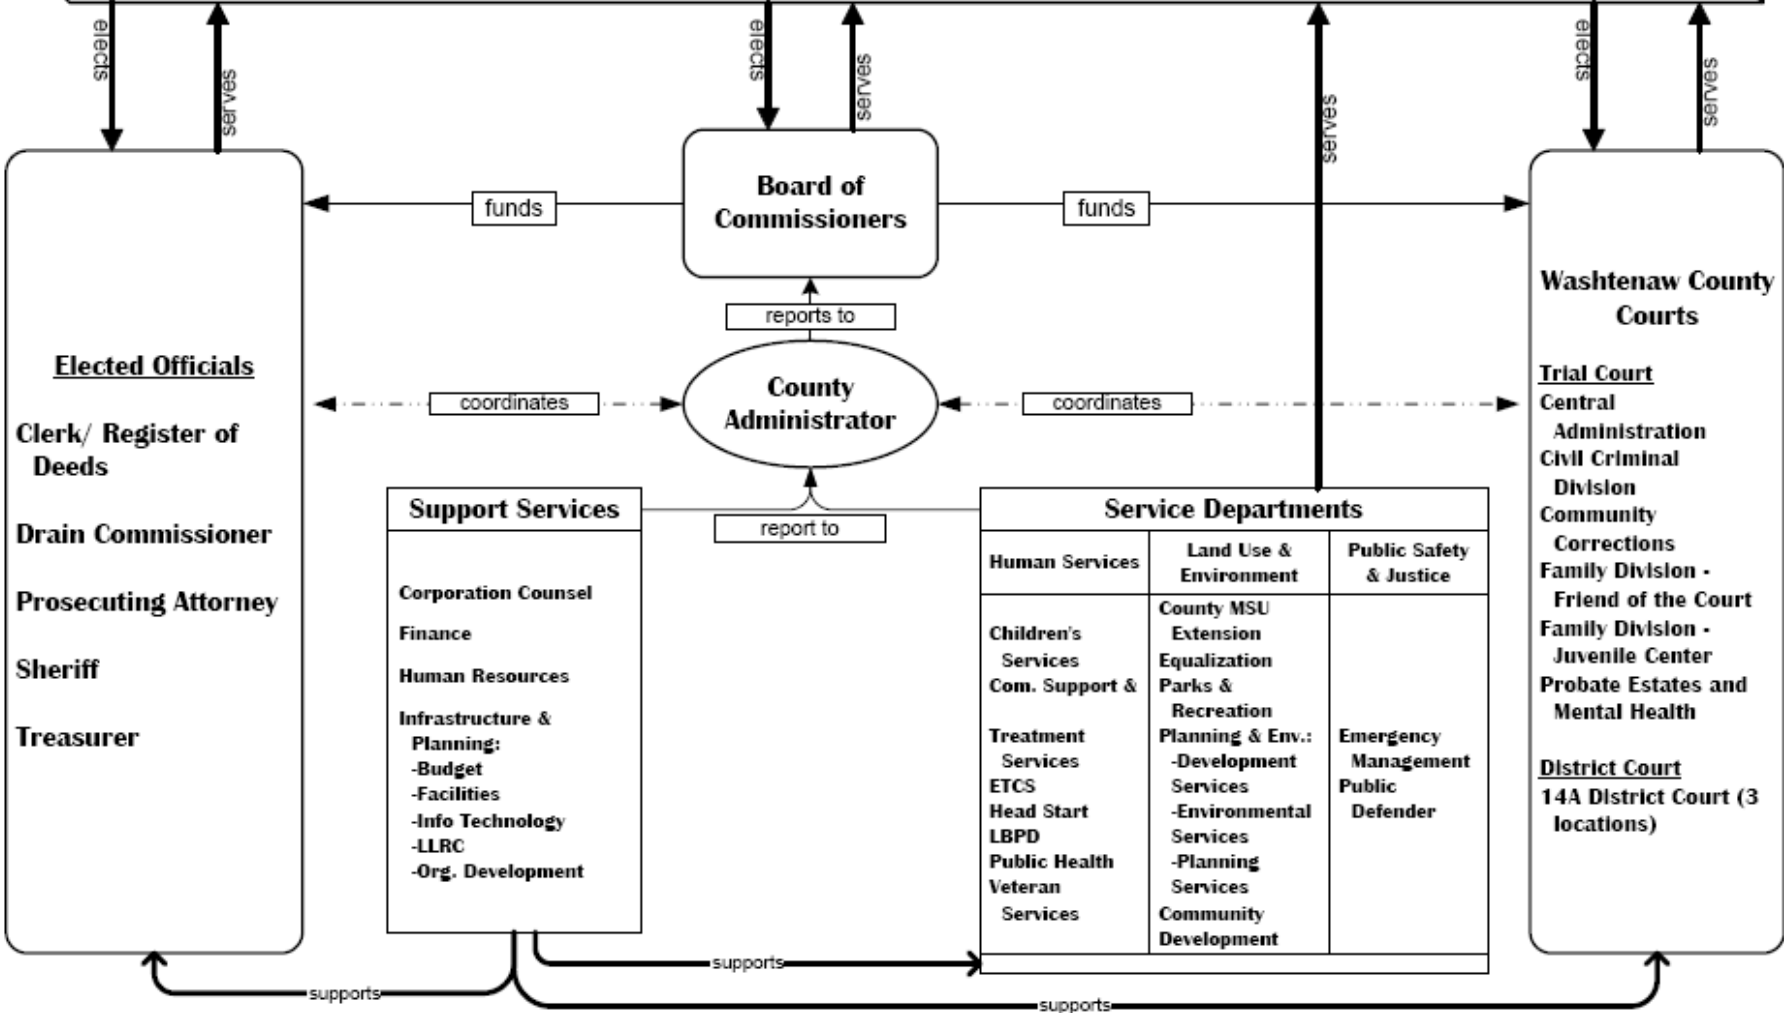 elects
serves
elects
serves
serves
elects
serves
Board of
Commissioners
funds
funds
reports to
County
Administrator
coordinates
coordinates
report to
Elected Officials
Clerk/ Register of
Deeds
Drain Commissioner
Prosecuting Attorney
Sheriff
Treasurer
Support Services
Corporation Counsel
Finance
Human Resources
Infrastructure &
Planning:
-Budget
-Facilities
-Info Technology
-LLRC
-Org. Development
Service Departments
Human Services
Children's
Services
Com. Support &
Treatment
Services
ETCS
Head Start
LBPD
Public Health
Veteran
Services
Land Use &
Environment
County MSU
Extension
Equalization
Parks &
Recreation
Planning & Env.:
-Development
Services
-Environmental
Services
-Planning
Services
Community
Development
Public Safety
& Justice
Emergency
Management
Public
Defender
Washtenaw County
Courts
Trial Court
Central
Administration
Civil Criminal
Division
Community
Corrections
Family Division -
Friend of the Court
Family Division -
Juvenile Center
Probate Estates and
Mental Health
District Court
14A District Court (3
locations)
supports
supports
supports